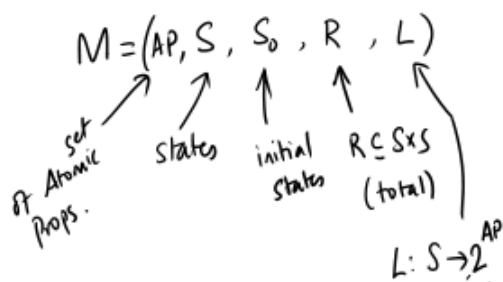 M = (AP, S, S₀, R, L)
set
of Atomic
Props.
states
initial
states
R ⊆ S×S
(total)
L: S → 2^AP